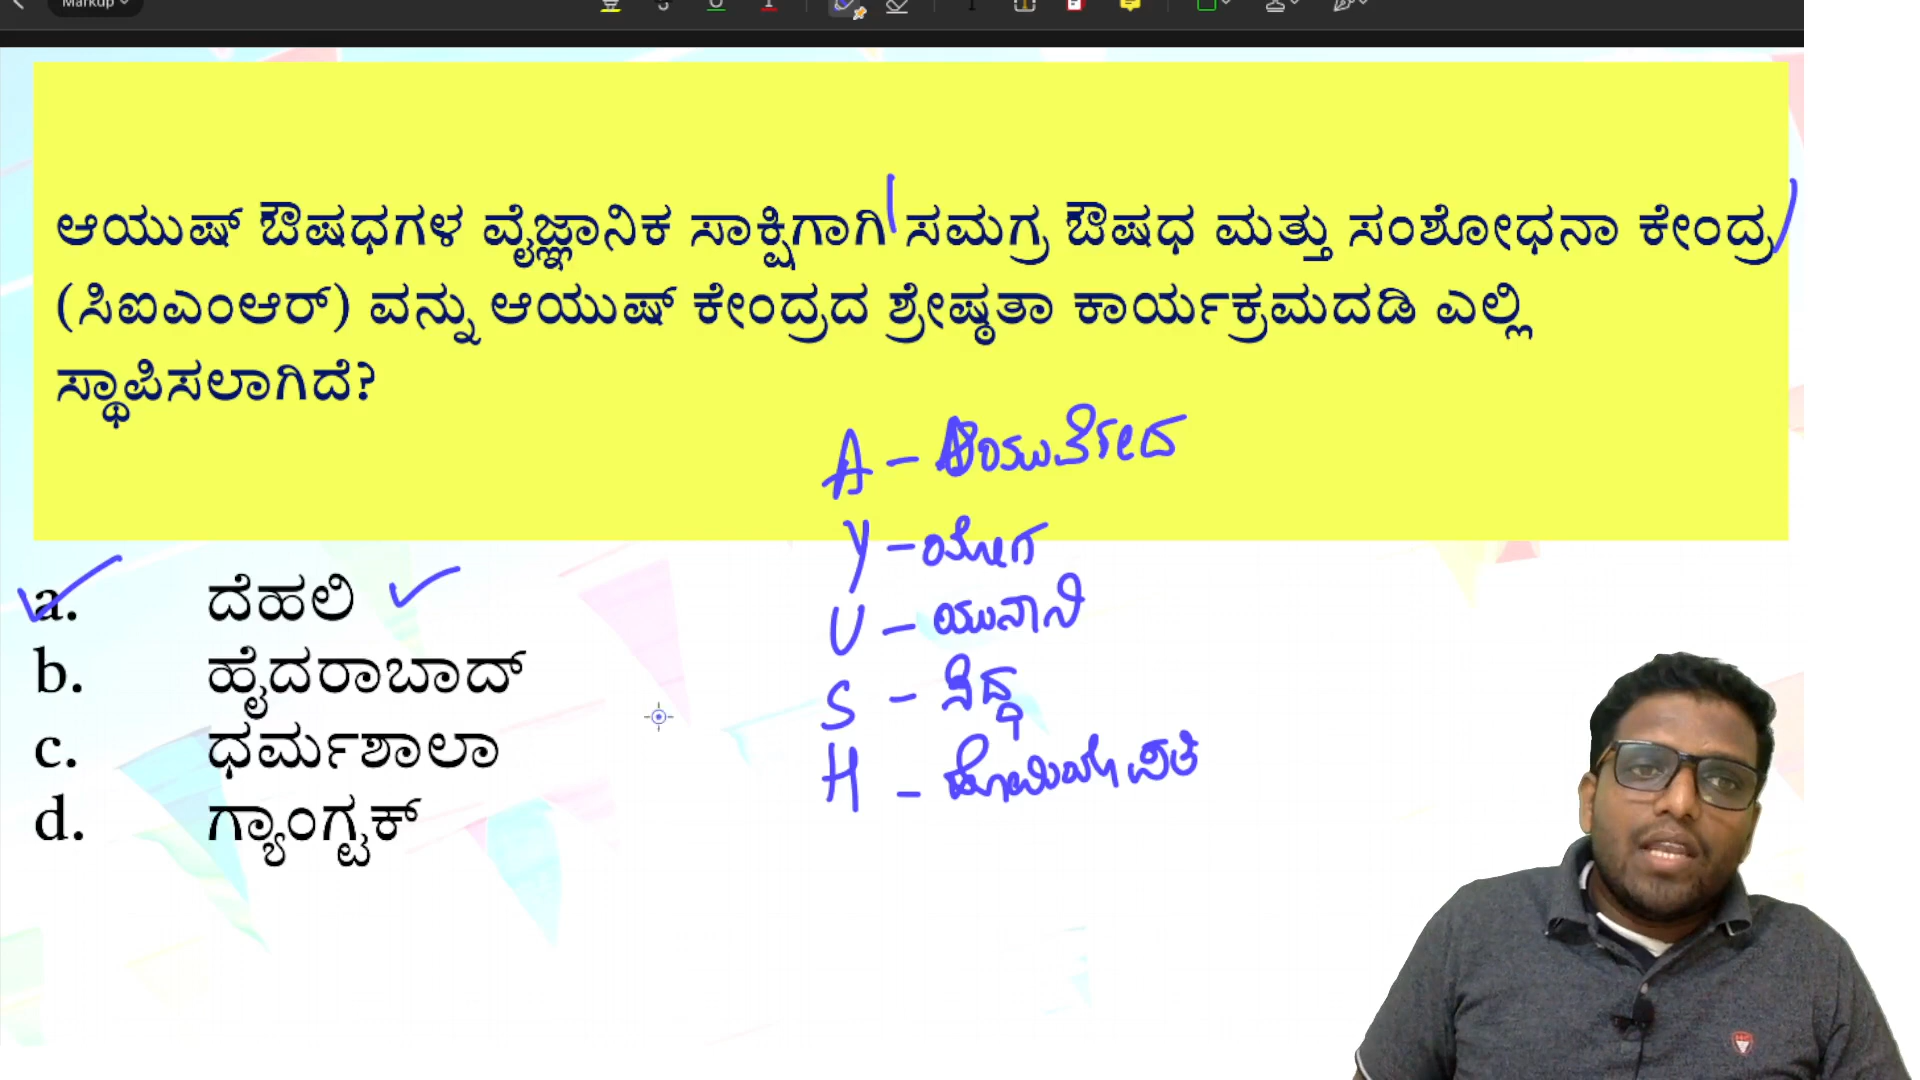 Markup
ಆಯುಷ್ ಔಷಧಗಳ ವೈಜ್ಞಾನಿಕ ಸಾಕ್ಷಿಗಾಗಿ ಸಮಗ್ರ ಔಷಧ ಮತ್ತು ಸಂಶೋಧನಾ ಕೇಂದ್ರ
(ಸಿಐಎಂಆರ್) ವನ್ನು ಆಯುಷ್ ಕೇಂದ್ರದ ಶ್ರೇಷ್ಠತಾ ಕಾರ್ಯಕ್ರಮದಡಿ ಎಲ್ಲಿ
ಸ್ಥಾಪಿಸಲಾಗಿದೆ?
A -
Y - ಯೋಗ
U - ಯುನಾನಿ
S - ಸಿದ್ಧ
H -
a. ದೆಹಲಿ
b. ಹೈದರಾಬಾದ್
c. ಧರ್ಮಶಾಲಾ
d. ಗ್ಯಾಂಗ್ಟಕ್